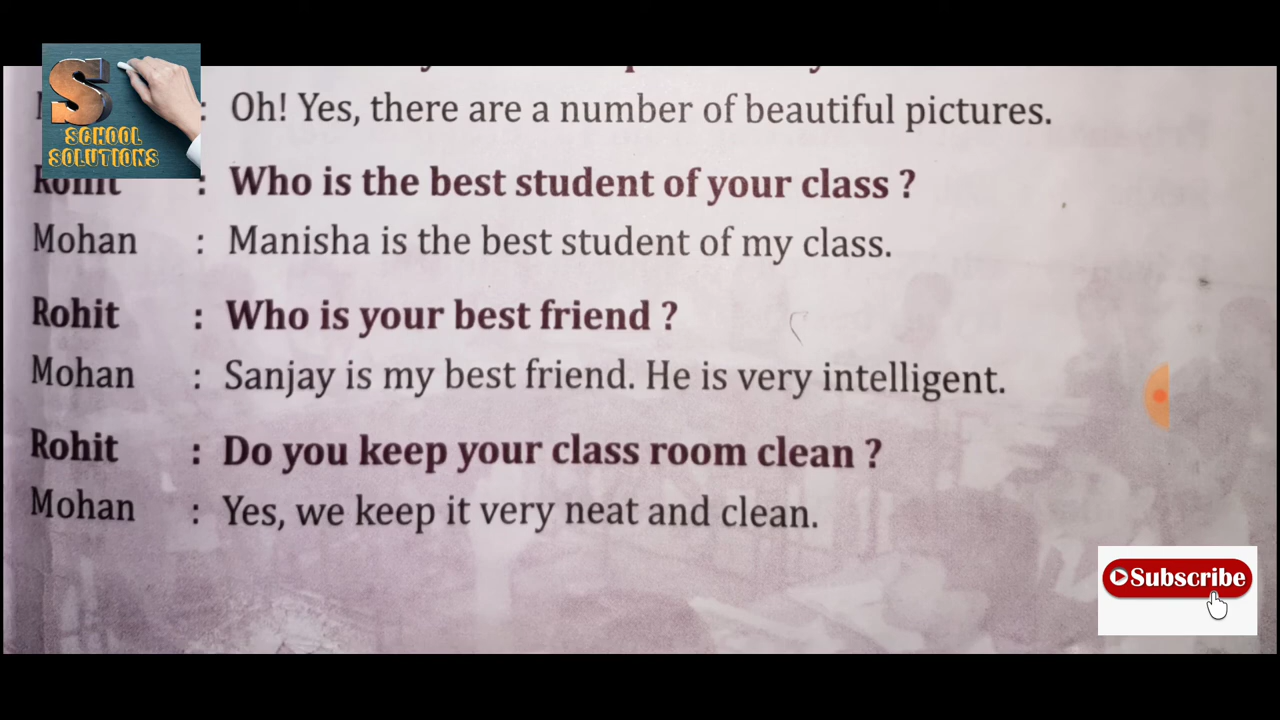 S
SCHOOL
SOLUTIONS
: Oh! Yes, there are a number of beautiful pictures.
Rohit : Who is the best student of your class ?
Mohan : Manisha is the best student of my class.
Rohit : Who is your best friend ?
Mohan : Sanjay is my best friend. He is very intelligent.
Rohit : Do you keep your class room clean ?
Mohan : Yes, we keep it very neat and clean.
Subscribe